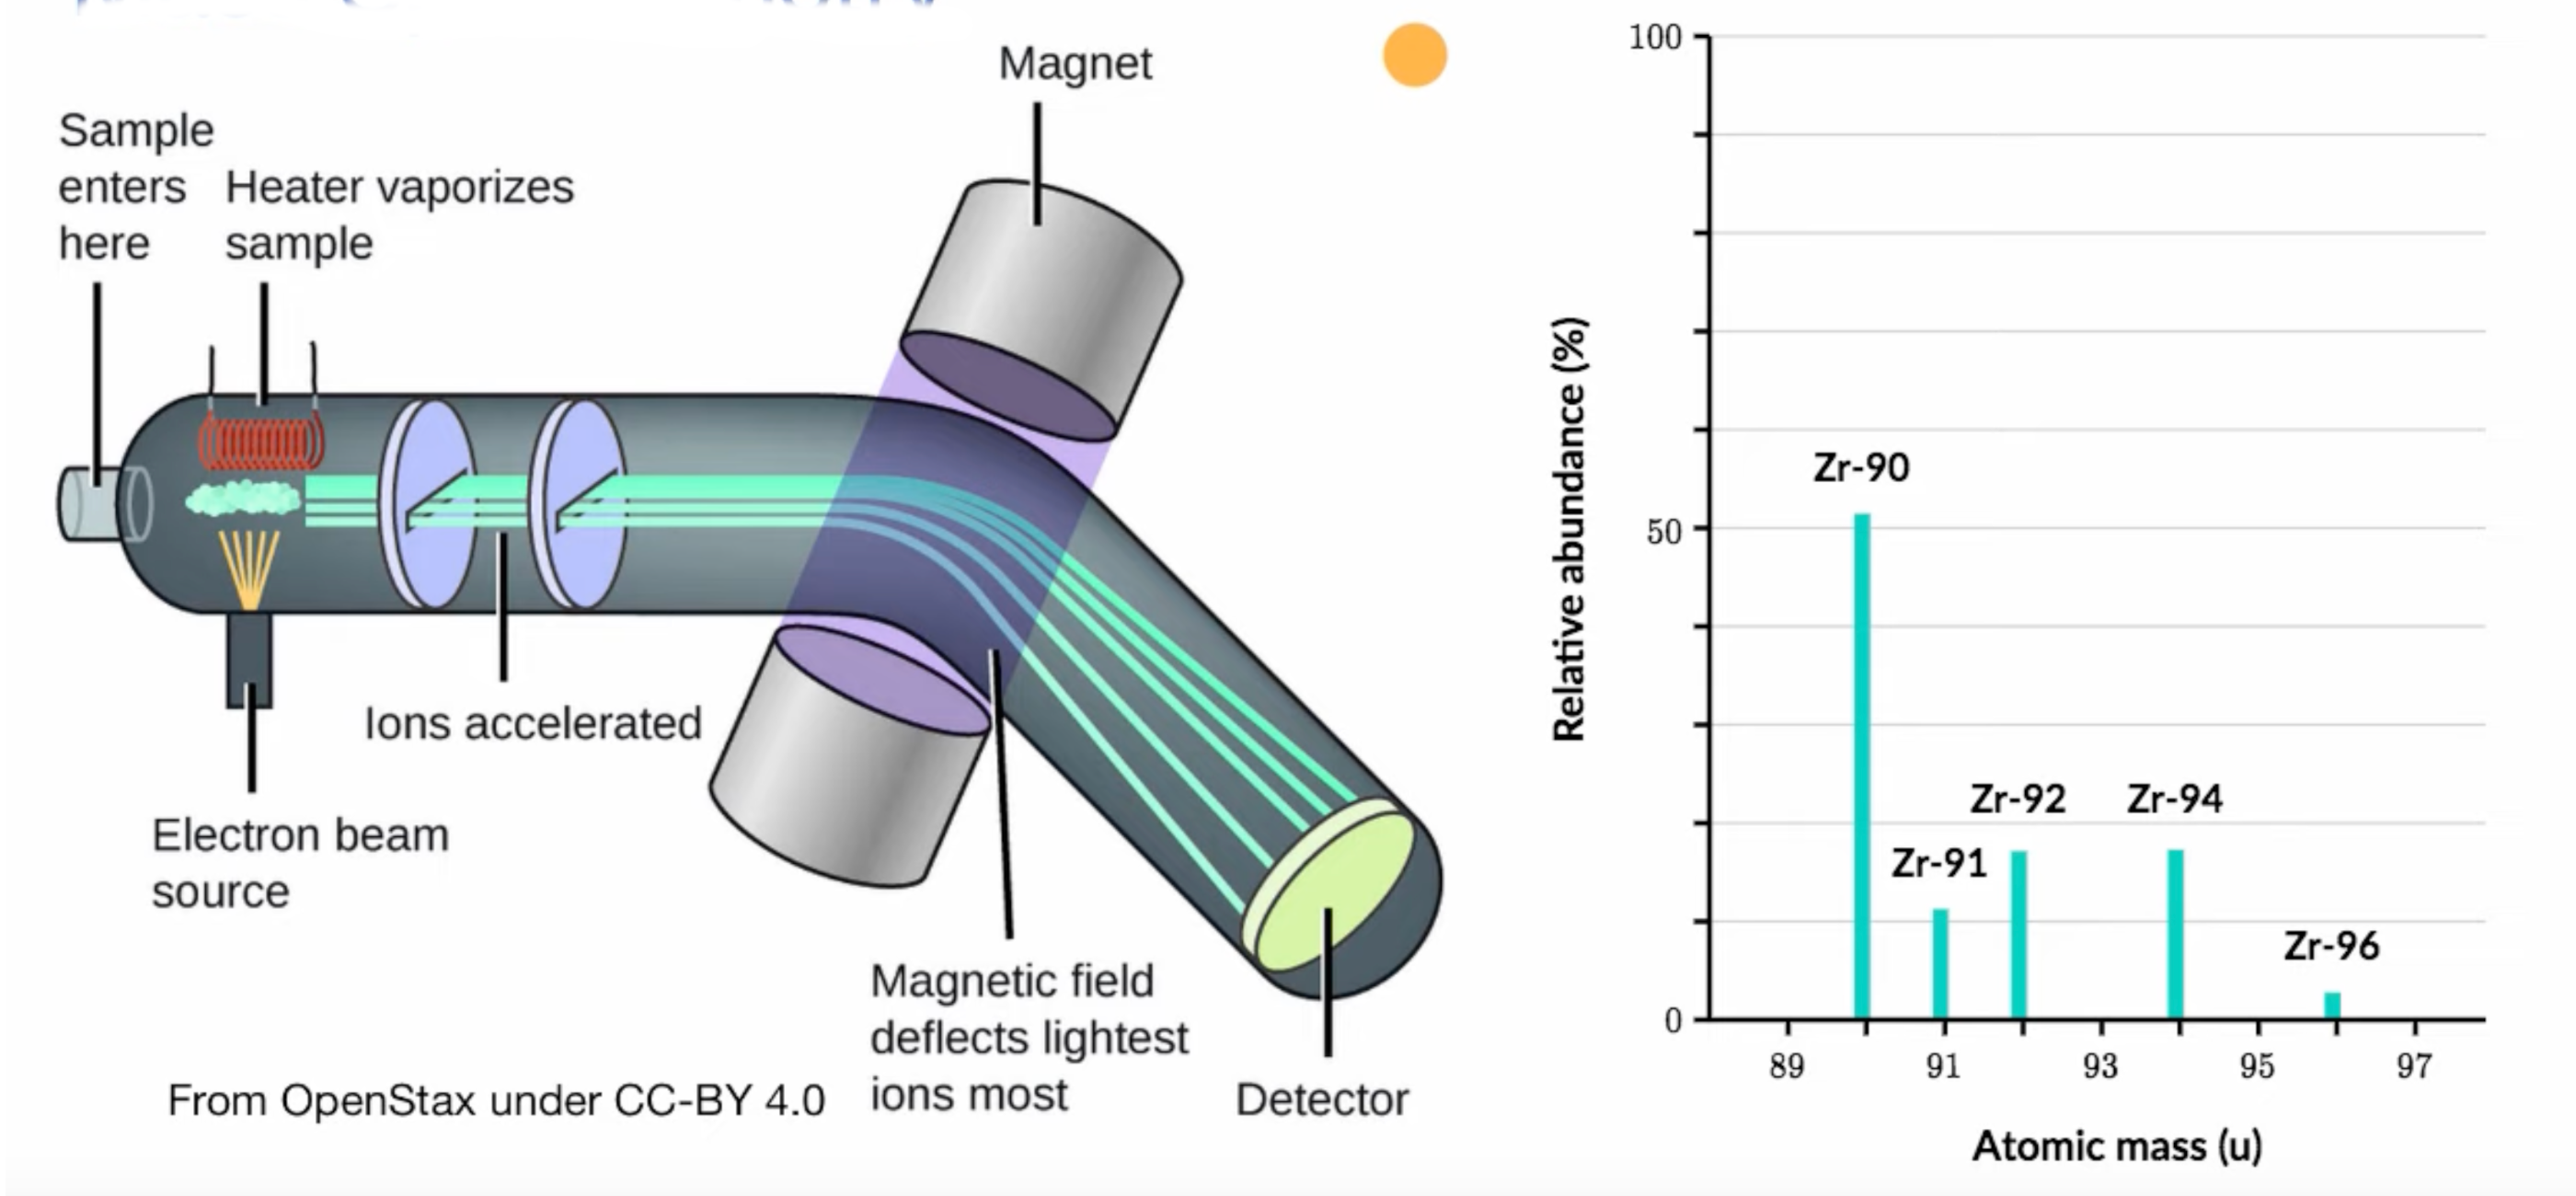 Magnet
Sample
enters
here
Heater vaporizes
sample
Ions accelerated
Electron beam
source
Magnetic field
deflects lightest
ions most
Detector
From OpenStax under CC-BY 4.0
Relative abundance (%)
100
50
0
Zr-90
Zr-91
Zr-92
Zr-94
Zr-96
89
91
93
95
97
Atomic mass (u)